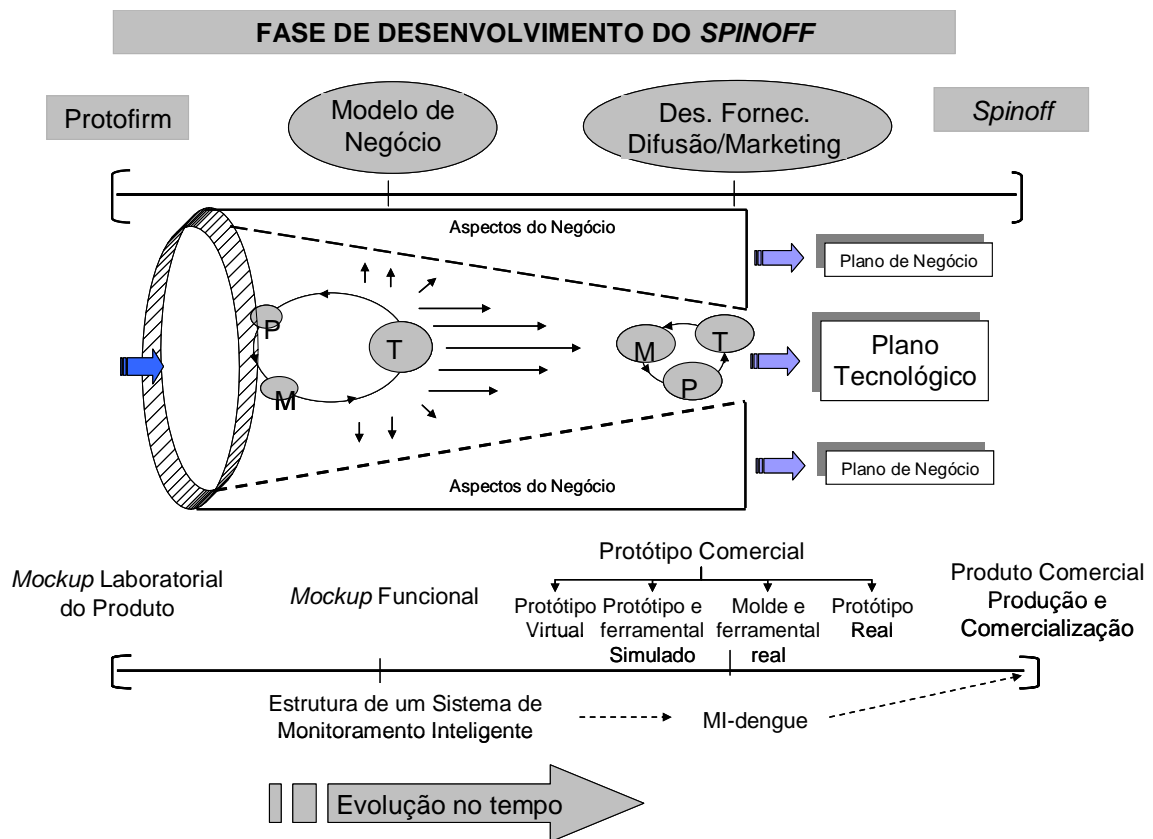 FASE DE DESENVOLVIMENTO DO SPINOFF
Protofirm
Modelo de
Negócio
Des. Fornec.
Difusão/Marketing
Spinoff
Aspectos do Negócio
Plano de Negócio
P
T
M
M
T
P
Plano
Tecnológico
Aspectos do Negócio
Plano de Negócio
Mockup Laboratorial
do Produto
Mockup Funcional
Protótipo Comercial
Protótipo
Virtual
Protótipo e
ferramental
Simulado
Molde e
ferramental
real
Protótipo
Real
Produto Comercial
Produção e
Comercialização
Estrutura de um Sistema de
Monitoramento Inteligente
MI-dengue
Evolução no tempo